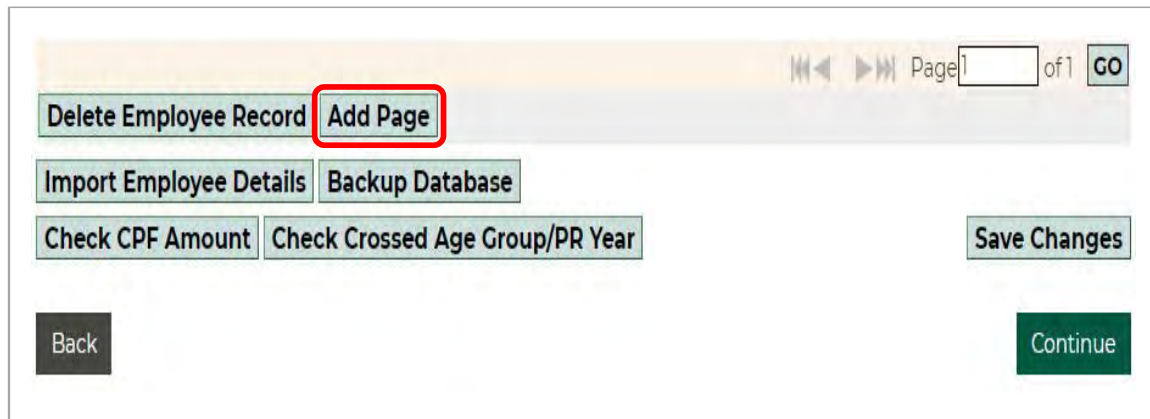 Page 1 of 1 GO
Delete Employee Record Add Page
Import Employee Details Backup Database
Check CPF Amount Check Crossed Age Group/PR Year Save Changes
Back Continue